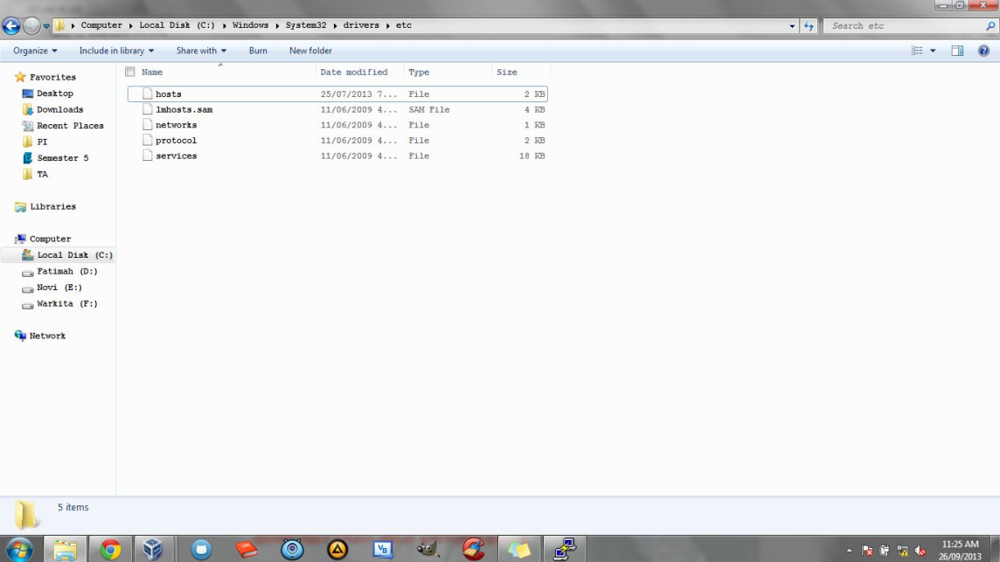 Computer Local Disk (C:) Windows System32 drivers etc
Search etc
Organize Include in library Share with Burn New folder
Name Date modified Type Size
hosts 25/07/2013 7... File 2 KB
lmhosts.sam 11/06/2009 4... SAM File 4 KB
networks 11/06/2009 4... File 1 KB
protocol 11/06/2009 4... File 2 KB
services 11/06/2009 4... File 18 KB
Favorites
Desktop
Downloads
Recent Places
PI
Semester 5
TA
Libraries
Computer
Local Disk (C:)
Fatimah (D:)
Novi (E:)
Warkita (F:)
Network
5 items
VB
11:25 AM
26/09/2013